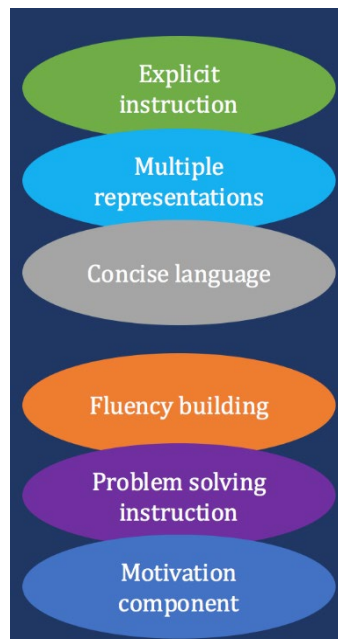 Explicit
instruction
Multiple
representations
Concise language
Fluency building
Problem solving
instruction
Motivation
component